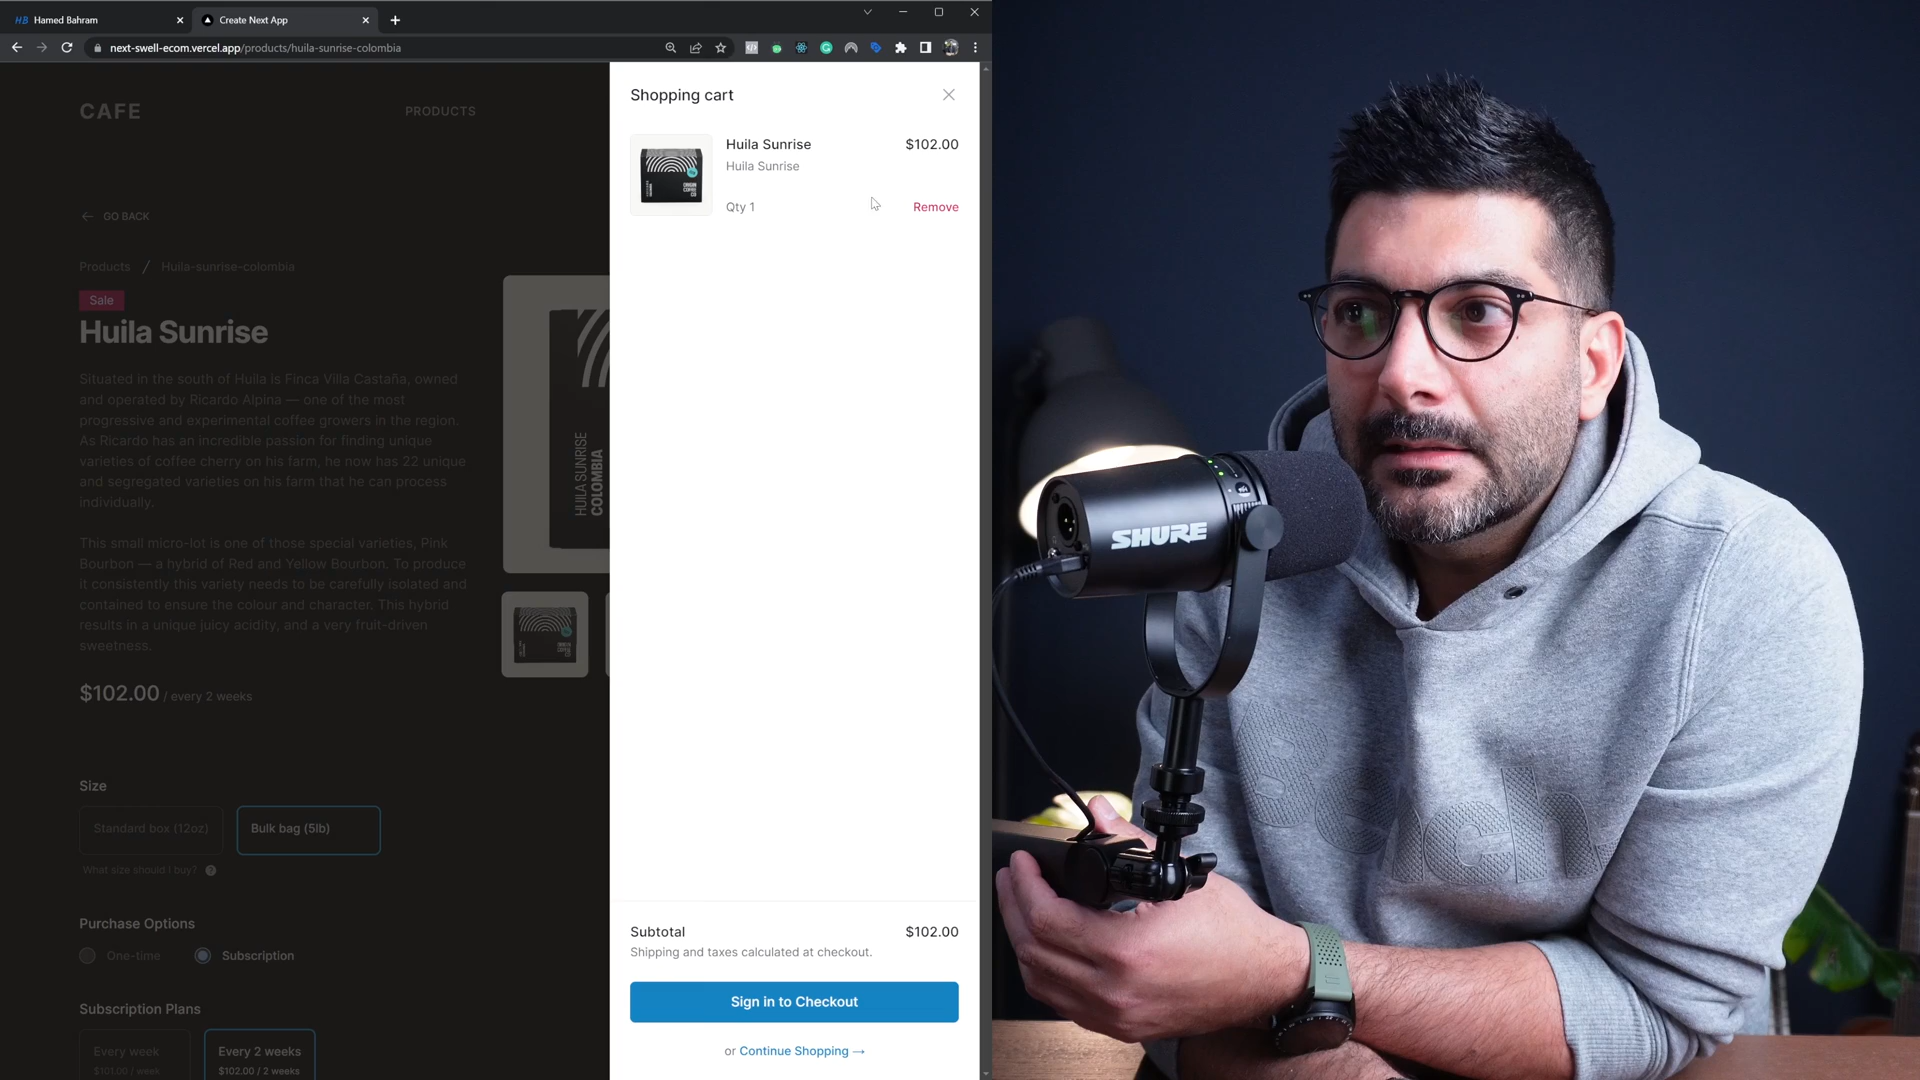 HB Hamed Bahram
Create Next App
next-swell-ecom.vercel.app/products/huila-sunrise-colombia
CAFE
PRODUCTS
GO BACK
Products / Huila-sunrise-colombia
Sale
Huila Sunrise
Situated in the south of Huila is Finca Villa Castaña, owned
and operated by Ricardo Alpina — one of the most
progressive and experimental coffee growers in the region.
As Ricardo has an incredible passion for finding unique
varieties of coffee cherry on his farm, he now has 22 unique
and segregated varieties on his farm that he can process
individually.
This small micro-lot is one of those special varieties, Pink
Bourbon — a hybrid of Red and Yellow Bourbon. To produce
it consistently this variety needs to be carefully isolated and
contained to ensure the colour and character. This hybrid
results in a unique juicy acidity, and a very fruit-driven
sweetness.
$102.00 / every 2 weeks
Size
Standard box (12oz)
Bulk bag (5lb)
What size should I buy? ?
Purchase Options
One-time
Subscription
Subscription Plans
Every week
$101.00 / week
Every 2 weeks
$102.00 / 2 weeks
HUILA SUNRISE
COLOMBIA
Shopping cart
Huila Sunrise
$102.00
Huila Sunrise
Qty 1
Remove
ORIGIN
COFFEE
CO
Subtotal
$102.00
Shipping and taxes calculated at checkout.
Sign in to Checkout
or Continue Shopping →
SHURE
Bench